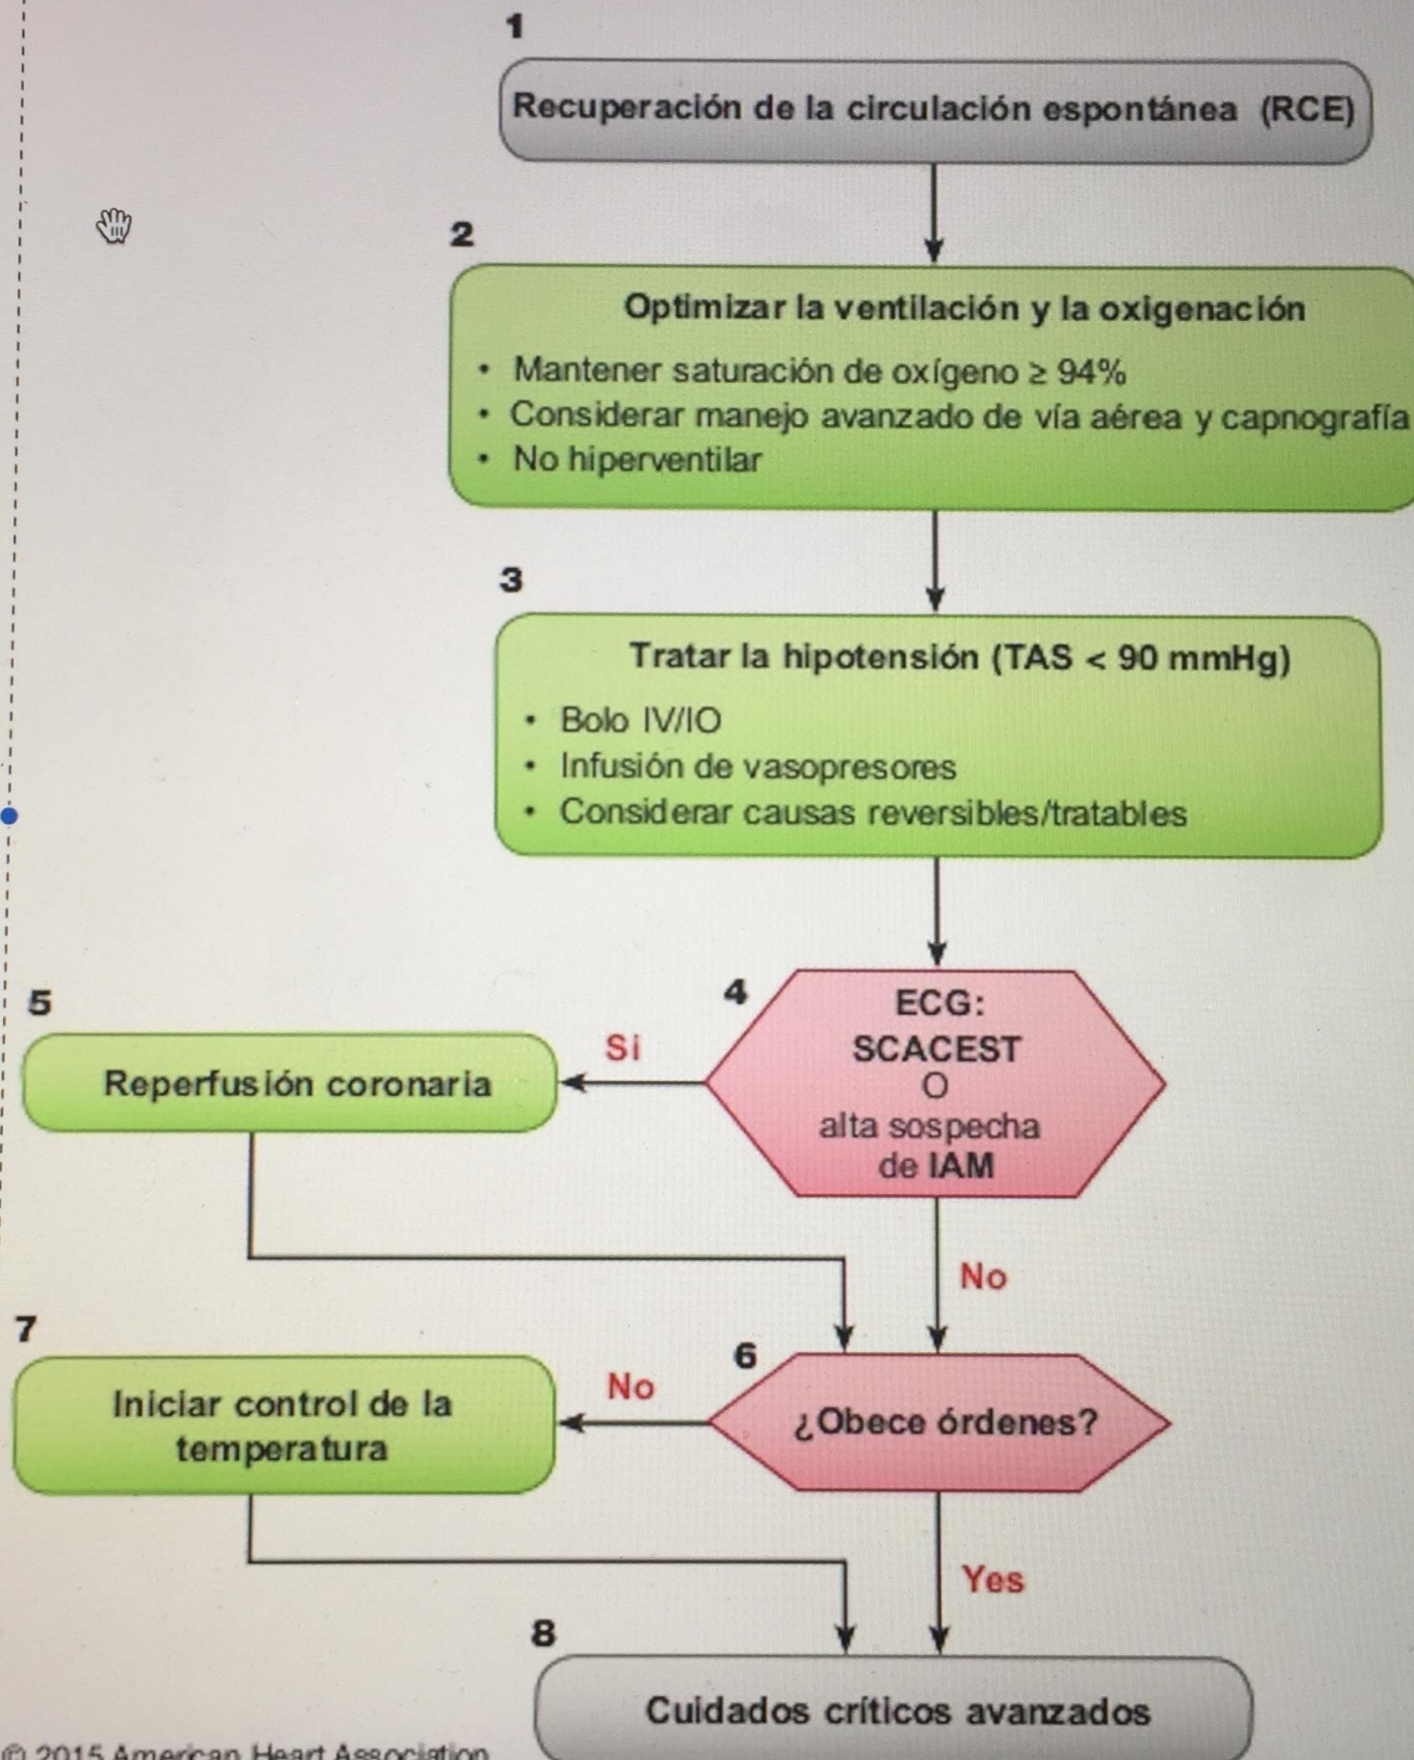 1
Recuperación de la circulación espontánea (RCE)
2
Optimizar la ventilación y la oxigenación
• Mantener saturación de oxígeno ≥ 94%
• Considerar manejo avanzado de vía aérea y capnografía
• No hiperventilar
3
Tratar la hipotensión (TAS < 90 mmHg)
• Bolo IV/IO
• Infusión de vasopresores
• Considerar causas reversibles/tratables
4
ECG:
SCACEST
O
alta sospecha
de IAM
Si
5
Reperfusión coronaria
No
6
¿Obece órdenes?
No
7
Iniciar control de la
temperatura
Yes
8
Cuidados críticos avanzados
© 2015 American Heart Association